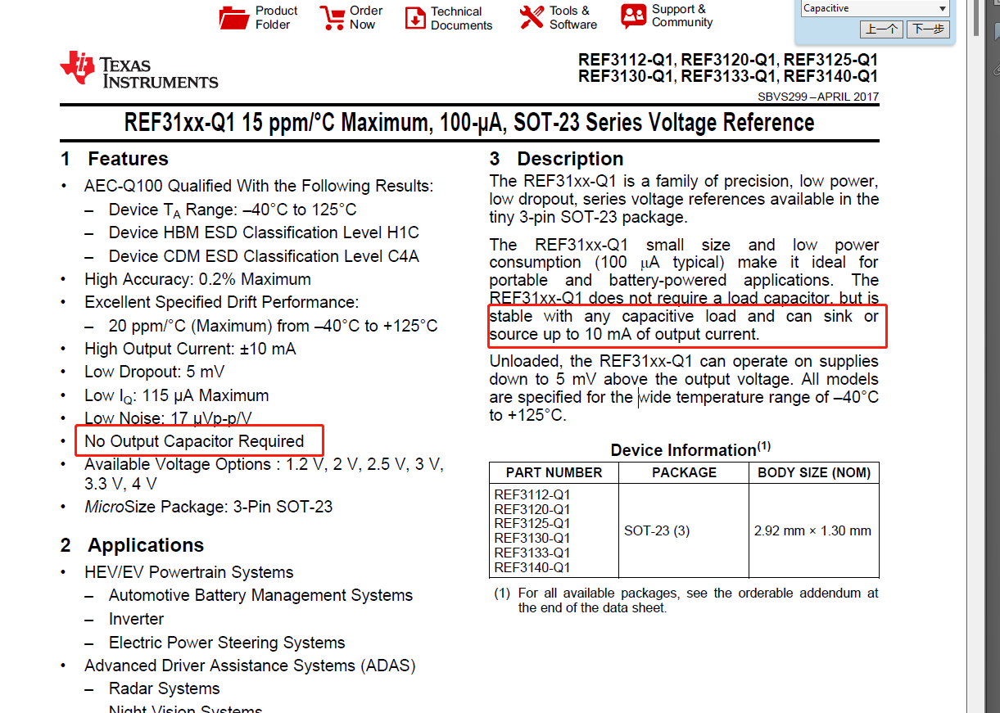 Product
Folder
Order
Now
Technical
Documents
Tools &
Software
Support &
Community
Capacitive
上一个 下一步
TEXAS
INSTRUMENTS
REF3112-Q1, REF3120-Q1, REF3125-Q1
REF3130-Q1, REF3133-Q1, REF3140-Q1
SBVS299 – APRIL 2017
REF31xx-Q1 15 ppm/°C Maximum, 100-µA, SOT-23 Series Voltage Reference
1 Features
• AEC-Q100 Qualified With the Following Results:
– Device TA Range: –40°C to 125°C
– Device HBM ESD Classification Level H1C
– Device CDM ESD Classification Level C4A
• High Accuracy: 0.2% Maximum
• Excellent Specified Drift Performance:
– 20 ppm/°C (Maximum) from –40°C to +125°C
• High Output Current: ±10 mA
• Low Dropout: 5 mV
• Low IQ: 115 µA Maximum
• Low Noise: 17 µVp-p/V
• No Output Capacitor Required
• Available Voltage Options : 1.2 V, 2 V, 2.5 V, 3 V,
3.3 V, 4 V
• MicroSize Package: 3-Pin SOT-23
2 Applications
• HEV/EV Powertrain Systems
– Automotive Battery Management Systems
– Inverter
– Electric Power Steering Systems
• Advanced Driver Assistance Systems (ADAS)
– Radar Systems
– Night Vision Systems
3 Description
The REF31xx-Q1 is a family of precision, low power,
low dropout, series voltage references available in the
tiny 3-pin SOT-23 package.
The REF31xx-Q1 small size and low power
consumption (100 µA typical) make it ideal for
portable and battery-powered applications. The
REF31xx-Q1 does not require a load capacitor, but is
stable with any capacitive load and can sink or
source up to 10 mA of output current.
Unloaded, the REF31xx-Q1 can operate on supplies
down to 5 mV above the output voltage. All models
are specified for the wide temperature range of –40°C
to +125°C.
Device Information(1)
PART NUMBER PACKAGE BODY SIZE (NOM)
REF3112-Q1
REF3120-Q1
REF3125-Q1
REF3130-Q1
REF3133-Q1
REF3140-Q1
SOT-23 (3) 2.92 mm × 1.30 mm
(1) For all available packages, see the orderable addendum at
the end of the data sheet.